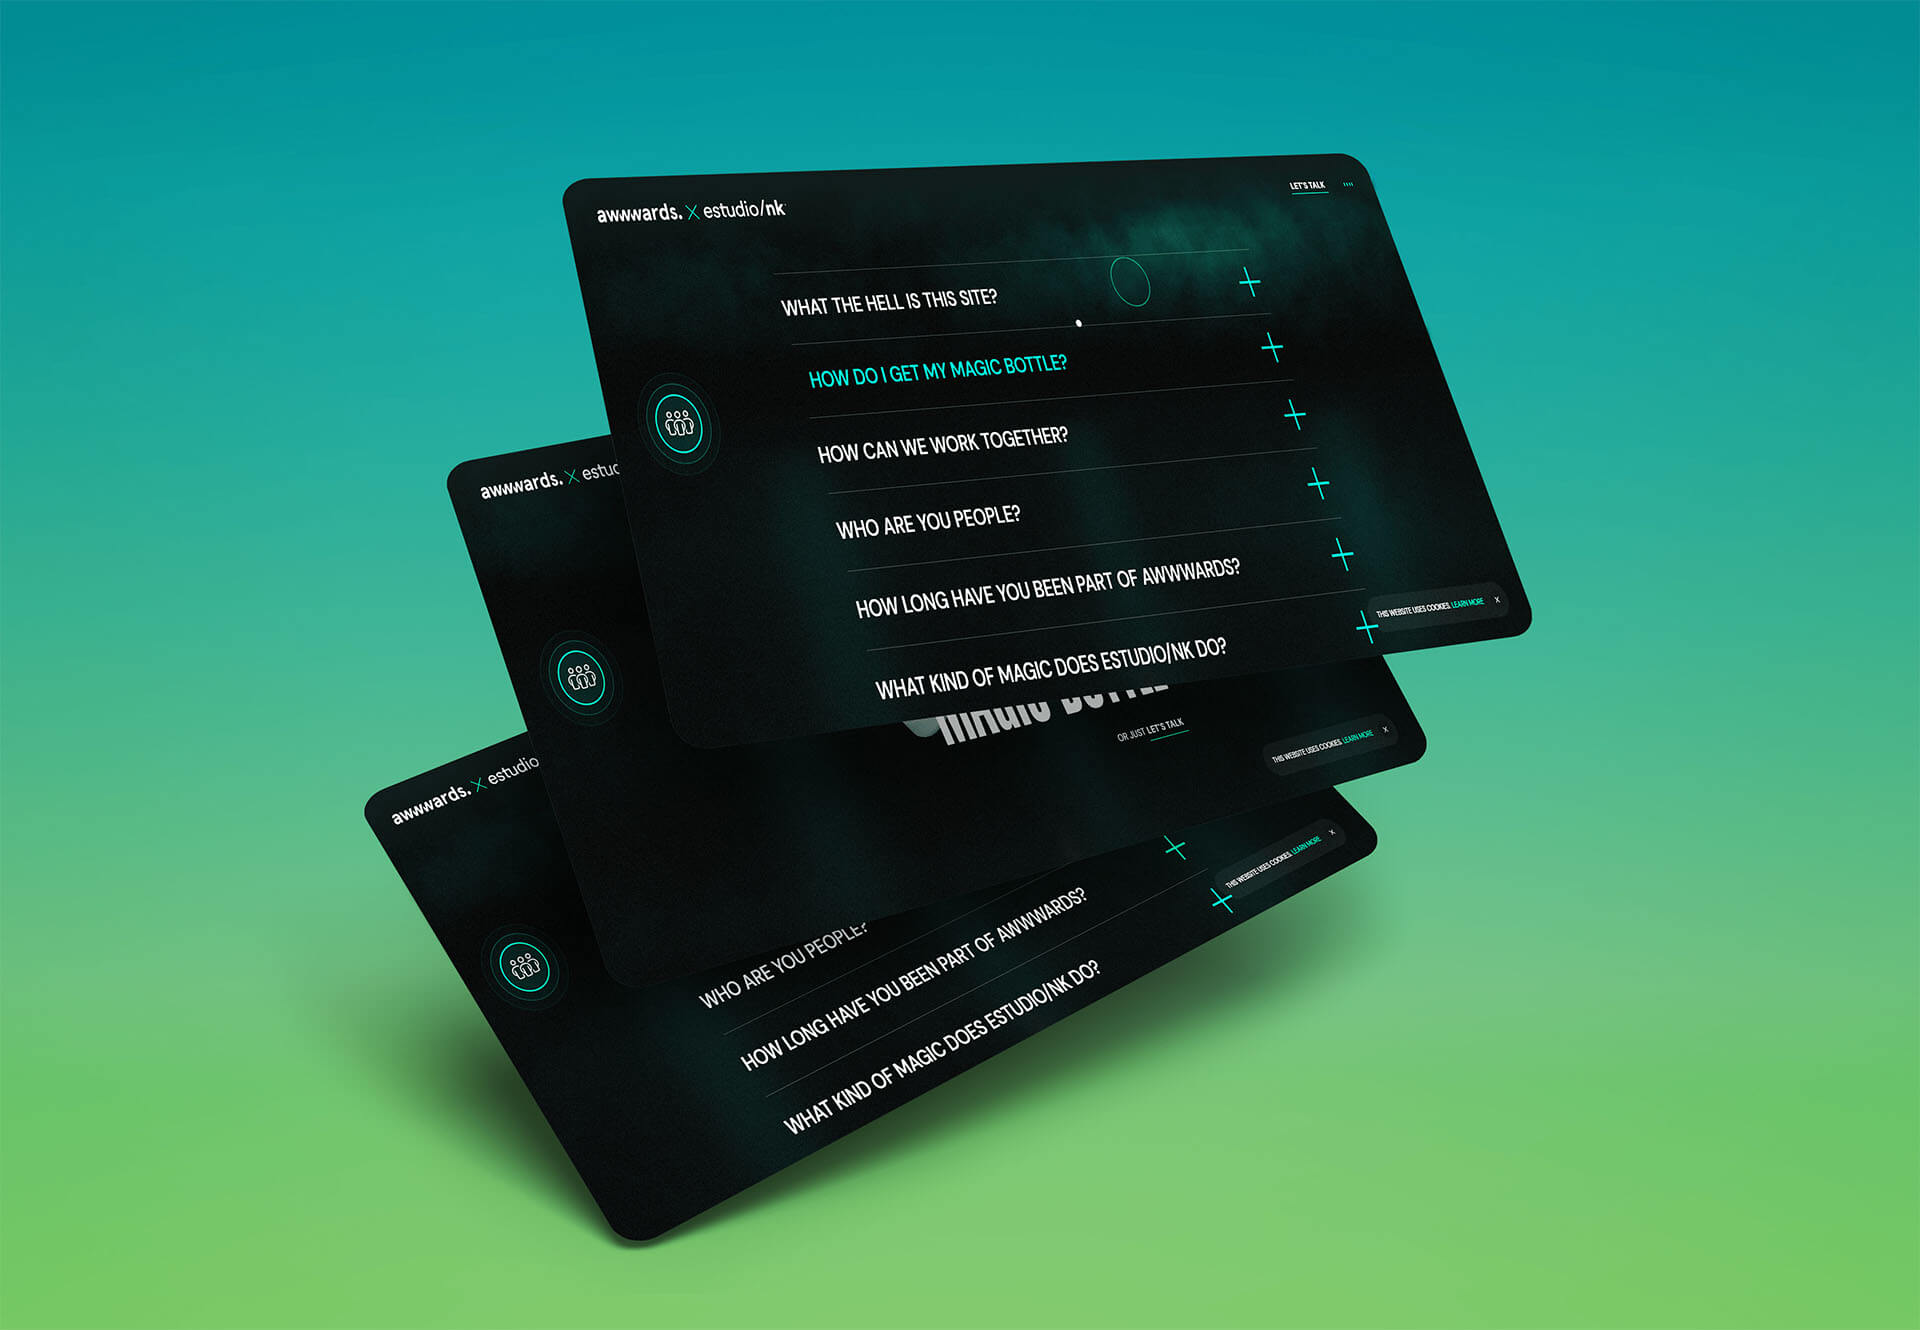 awwwards. X estudio/nk
LET'S TALK
WHAT THE HELL IS THIS SITE?
HOW DO I GET MY MAGIC BOTTLE?
HOW CAN WE WORK TOGETHER?
WHO ARE YOU PEOPLE?
HOW LONG HAVE YOU BEEN PART OF AWWWARDS?
WHAT KIND OF MAGIC DOES ESTUDIO/NK DO?
THIS WEBSITE USES COOKIES. LEARN MORE X
awwwards. X estud
MAGIC BOTTLE
OR JUST LET'S TALK
THIS WEBSITE USES COOKIES. LEARN MORE X
awwwards. X estudio
WHO ARE YOU PEOPLE?
HOW LONG HAVE YOU BEEN PART OF AWWWARDS?
WHAT KIND OF MAGIC DOES ESTUDIO/NK DO?
THIS WEBSITE USES COOKIES. LEARN MORE X